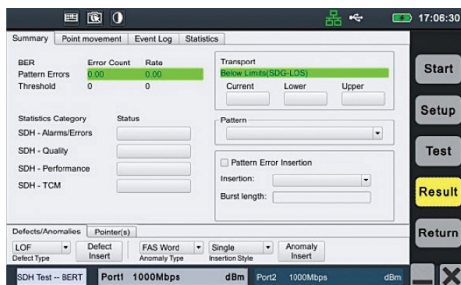 17:06:30
Summary Point movement Event Log Statistics
BER Error Count Rate
Pattern Errors 0.00 0.00
Threshold 0 0
Transport
Below Limits(SDG-LOS)
Current Lower Upper
Statistics Category Status
SDH - Alarms/Errors
SDH - Quality
SDH - Performance
SDH - TCM
Pattern
Pattern Error Insertion
Insertion:
Burst length:
Defects/Anomalies Pointer(s)
LOF Defect Insert FAS Word Single Anomaly Insert
Defect Type Anomaly Type Insertion Style
SDH Test -- BERT Port1 1000Mbps dBm Port2 1000Mbps dBm
Start
Setup
Test
Result
Return